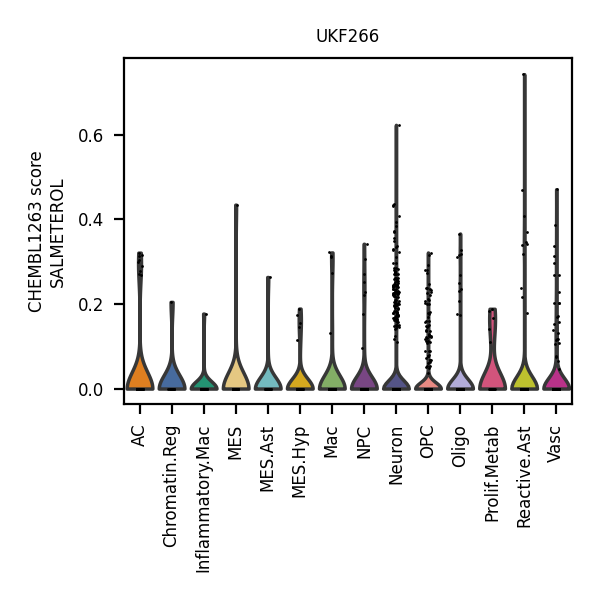 UKF266
CHEMBL1263 score
SALMETEROL
0.6
0.4
0.2
0.0
AC
Chromatin.Reg
Inflammatory.Mac
MES
MES.Ast
MES.Hyp
Mac
NPC
Neuron
OPC
Oligo
Prolif.Metab
Reactive.Ast
Vasc